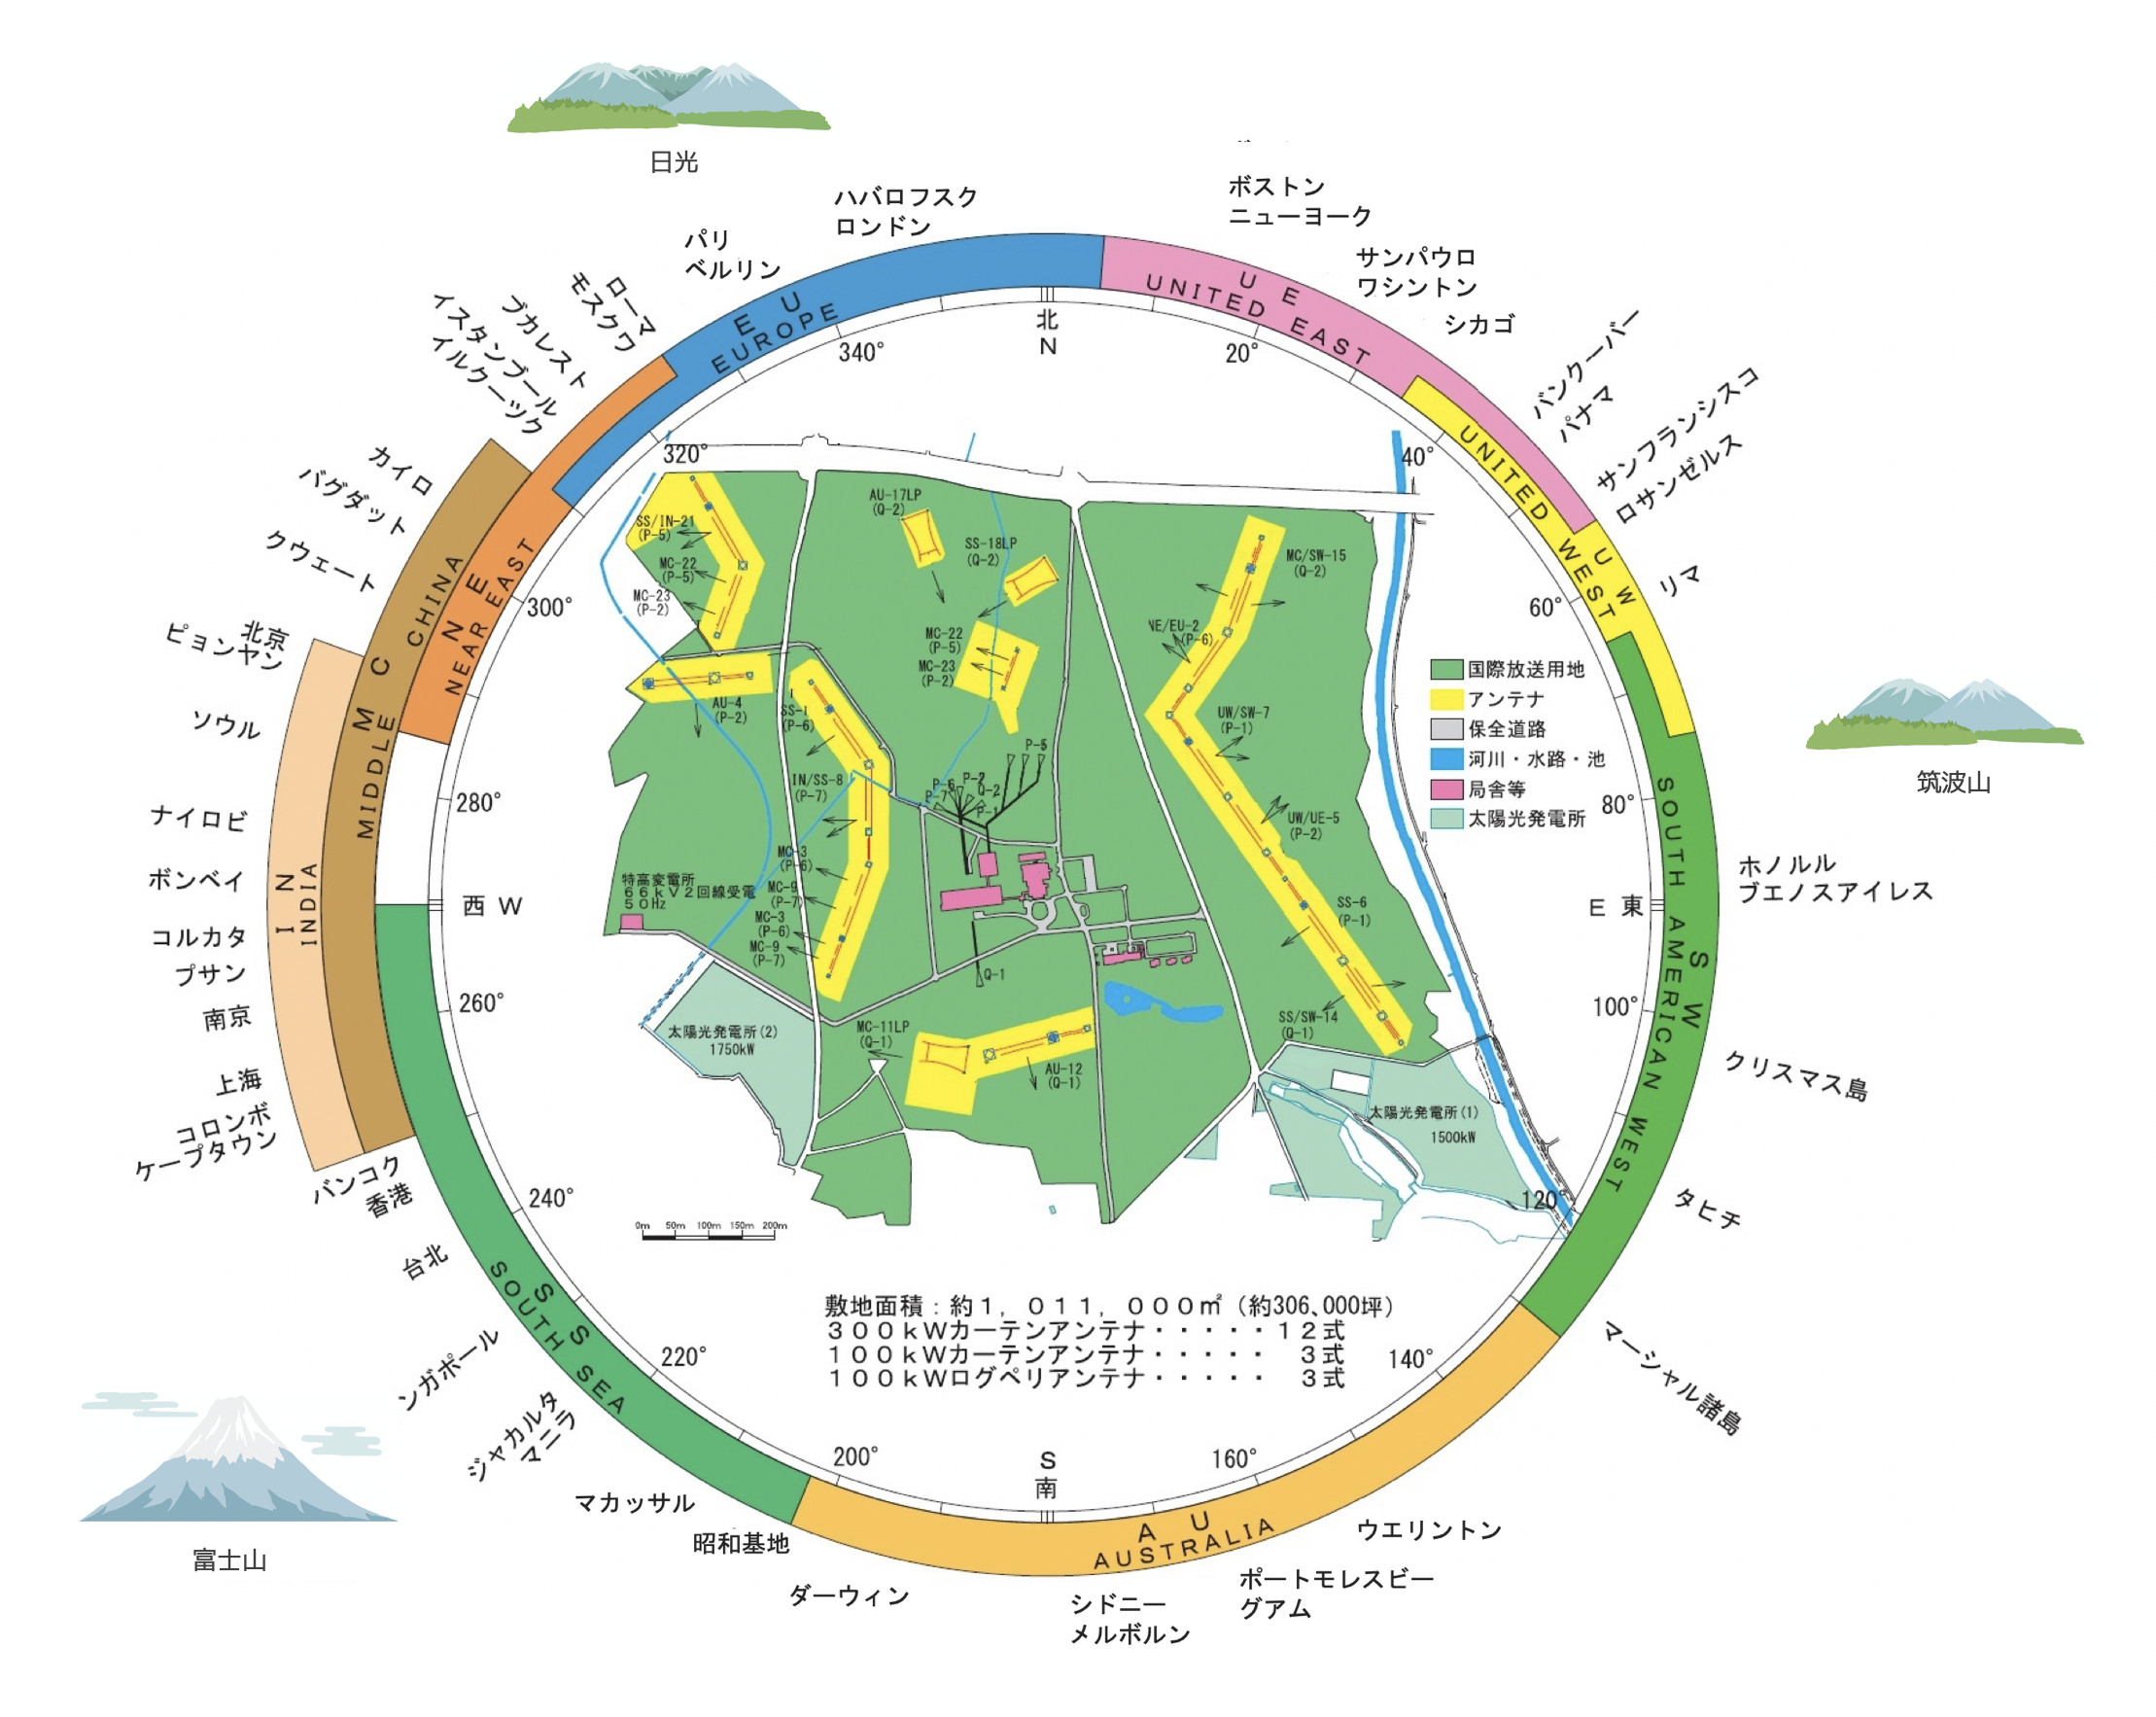 日光
ハバロフスク
ロンドン
ボストン
ニューヨーク
パリ
ベルリン
サンパウロ
ワシントン
シカゴ
ローマ
モスクワ
ブカレスト
イスタンブール
イルクーツク
バンクーバー
パナマ
サンフランシスコ
ロサンゼルス
カイロ
バグダット
クウェート
リマ
北京
ピョンヤン
ソウル
ナイロビ
ボンベイ
コルカタ
プサン
南京
上海
コロンボ
ケープタウン
バンコク
香港
台北
ンガポール
ジャカルタ
マニラ
マカッサル
昭和基地
ダーウィン
シドニー
メルボルン
ポートモレスビー
グアム
ウエリントン
マーシャル諸島
タヒチ
クリスマス島
ホノルル
ブエノスアイレス
筑波山
富士山
EU
EUROPE
UE
UNITED EAST
UW
UNITED WEST
SW
SOUTH AMERICAN WEST
AU
AUSTRALIA
SS
SOUTH SEA
IN
INDIA
MC
MIDDLE CHINA
NE
NEAR EAST
北
N
20°
40°
60°
80°
E 東
100°
120°
140°
160°
S
南
200°
220°
240°
260°
西 W
280°
300°
320°
340°
SS/IN-21
(P-5)
MC-22
(P-5)
MC-23
(P-2)
AU-4
(P-2)
SS-1
(P-6)
IN/SS-8
(P-7)
MC-3
(P-6)
MC-9
(P-7)
MC-3
(P-6)
MC-9
(P-7)
AU-17LP
(Q-2)
SS-18LP
(Q-2)
MC-22
(P-5)
MC-23
(P-2)
P-5
P-6
P-2
P-7
Q-2
P-1
Q-1
MC/SW-15
(Q-2)
NE/EU-2
(P-6)
UW/SW-7
(P-1)
UW/UE-5
(P-2)
SS-6
(P-1)
SS/SW-14
(Q-1)
MC-11LP
(Q-1)
AU-12
(Q-1)
特高変電所
66kV2回線受電
50Hz
太陽光発電所(2)
1750kW
太陽光発電所(1)
1500kW
国際放送用地
アンテナ
保全道路
河川・水路・池
局舎等
太陽光発電所
0m 50m 100m 150m 200m
敷地面積：約1,011,000㎡（約306,000坪）
300kWカーテンアンテナ・・・・・12式
100kWカーテンアンテナ・・・・・ 3式
100kWログペリアンテナ・・・・・ 3式